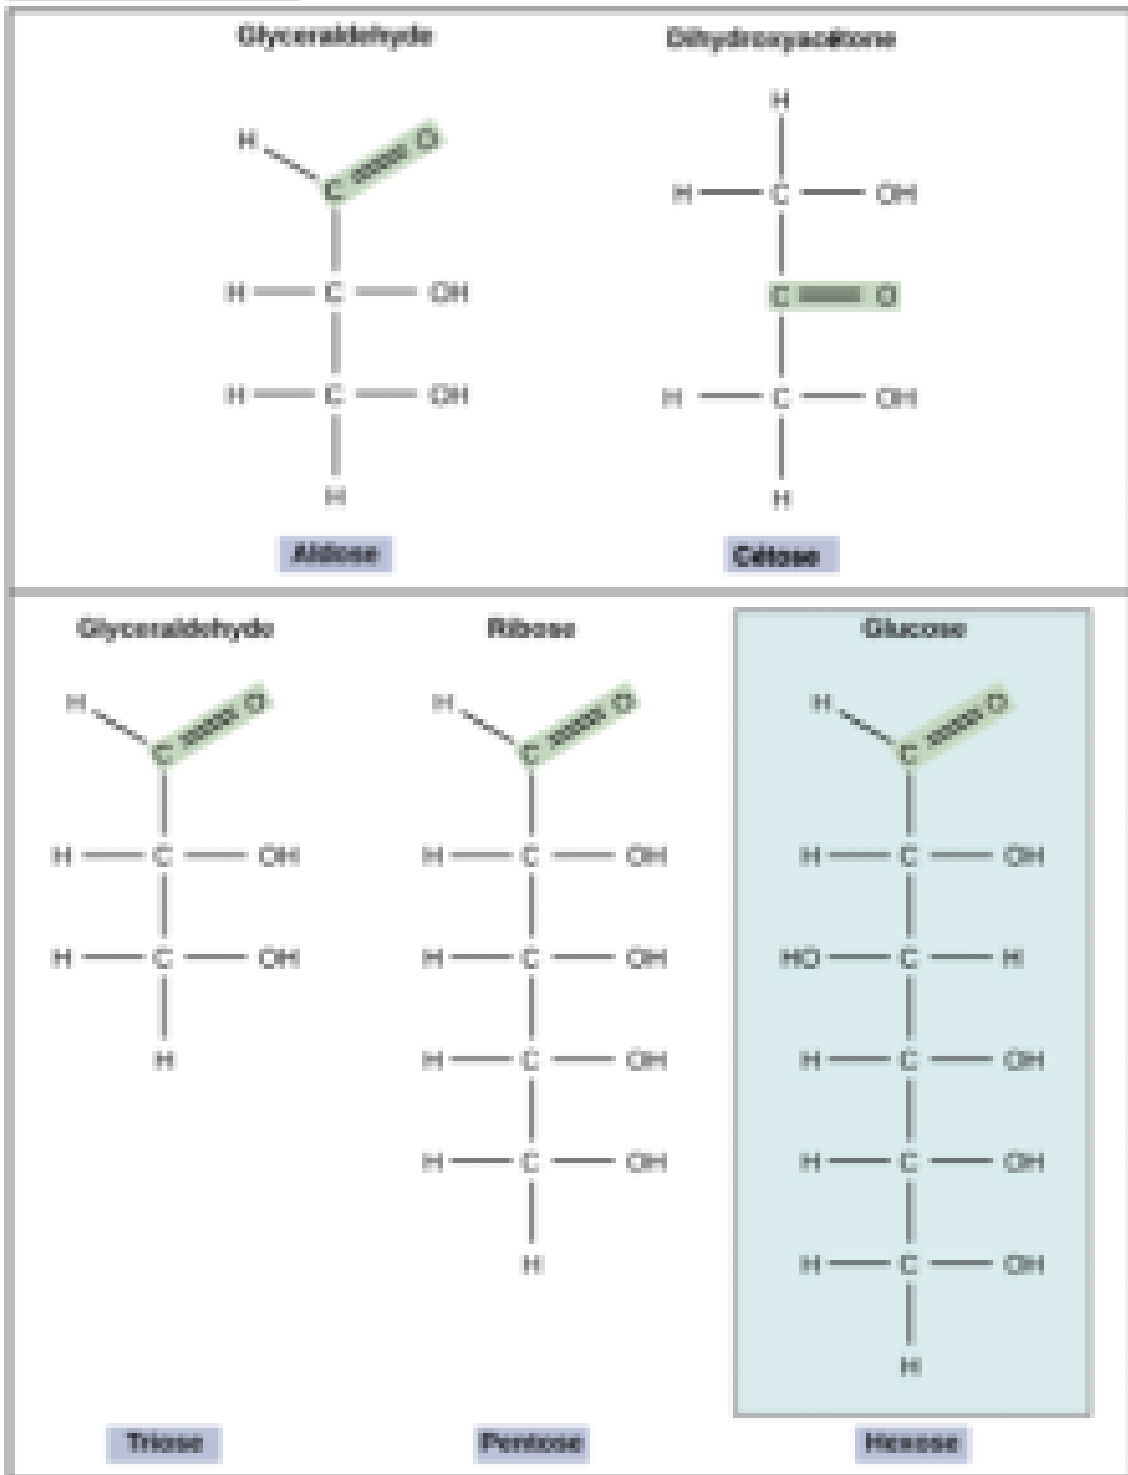 Glyceraldehyde Dihydroxyacétone
H
H O
C
H C OH
H C OH
C O
H C OH
H C OH
H
H
Aldose Cétose
Glyceraldehyde Ribose Glucose
H O H O H O
C C C
H C OH H C OH H C OH
H C OH H C OH HO C H
H H C OH H C OH
H C OH H C OH
H H C OH
H
Triose Pentose Hexose